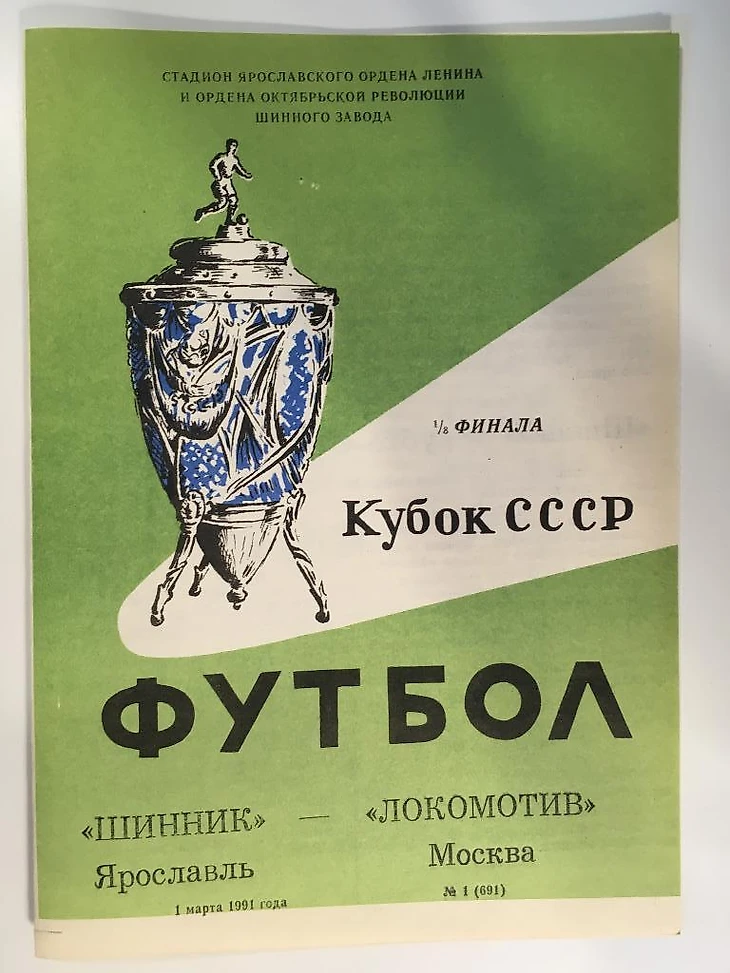 СТАДИОН ЯРОСЛАВСКОГО ОРДЕНА ЛЕНИНА
И ОРДЕНА ОКТЯБРЬСКОЙ РЕВОЛЮЦИИ
ШИННОГО ЗАВОДА
1/8 ФИНАЛА
Кубок СССР
ФУТБОЛ
«ШИННИК» — «ЛОКОМОТИВ»
Ярославль Москва
1 марта 1991 года № 1 (691)